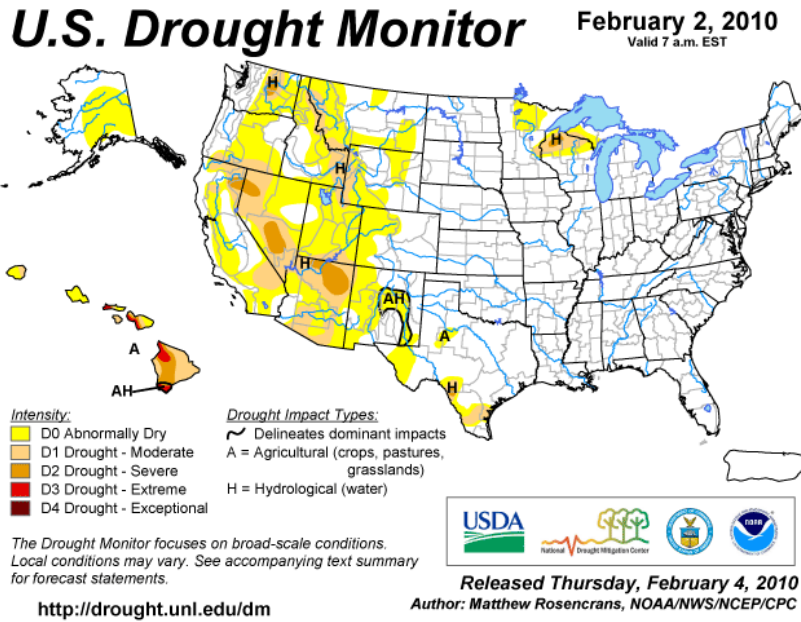 U.S. Drought Monitor
February 2, 2010
Valid 7 a.m. EST
H
H
H
H
AH
A
H
A
AH
Intensity:
D0 Abnormally Dry
D1 Drought - Moderate
D2 Drought - Severe
D3 Drought - Extreme
D4 Drought - Exceptional
Drought Impact Types:
Delineates dominant impacts
A = Agricultural (crops, pastures,
grasslands)
H = Hydrological (water)
The Drought Monitor focuses on broad-scale conditions.
Local conditions may vary. See accompanying text summary
for forecast statements.
http://drought.unl.edu/dm
USDA
National Drought Mitigation Center
NOAA
Released Thursday, February 4, 2010
Author: Matthew Rosencrans, NOAA/NWS/NCEP/CPC